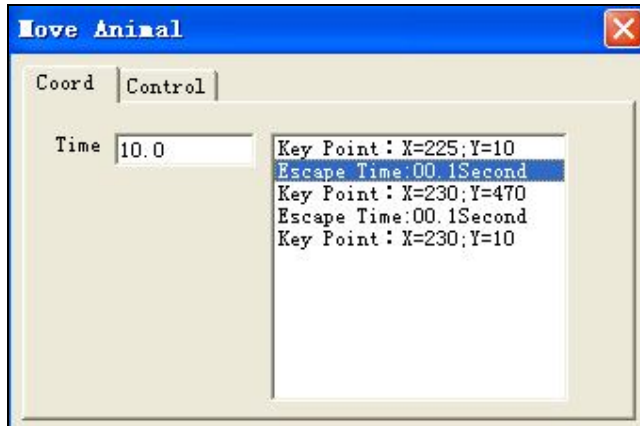 Move Animal
Coord
Control
Time
10.0
Key Point：X=225;Y=10
Escape Time:00.1Second
Key Point：X=230;Y=470
Escape Time:00.1Second
Key Point：X=230;Y=10